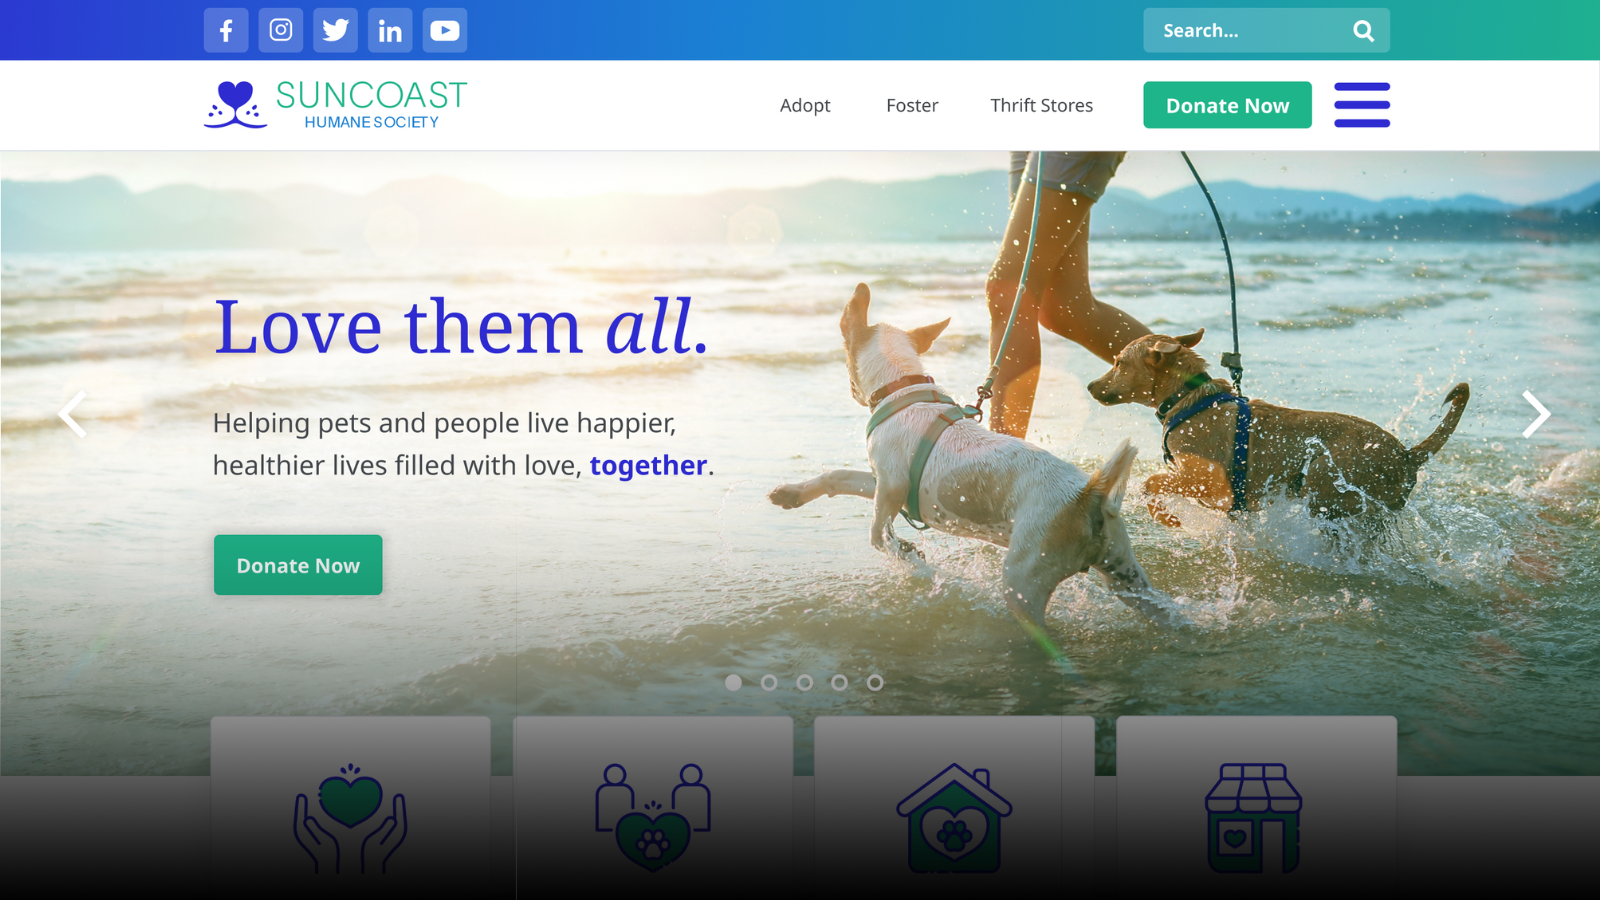 Search...
SUNCOAST
HUMANE SOCIETY
Adopt
Foster
Thrift Stores
Donate Now
Love them all.
Helping pets and people live happier,
healthier lives filled with love, together.
Donate Now